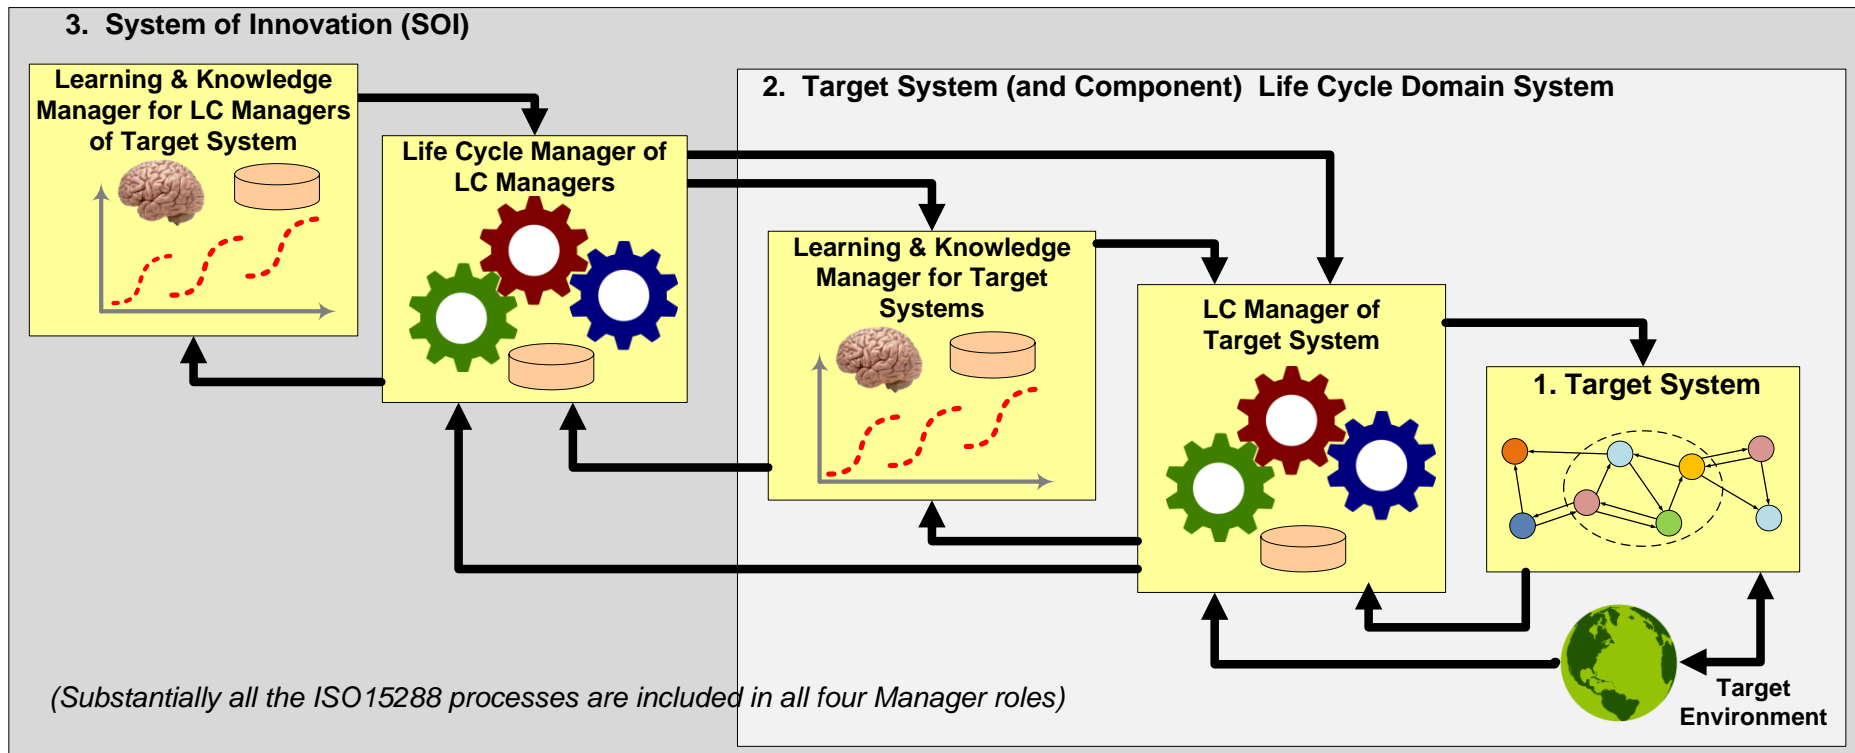 3. System of Innovation (SOI)
Learning & Knowledge
Manager for LC Managers
of Target System
2. Target System (and Component) Life Cycle Domain System
Life Cycle Manager of
LC Managers
Learning & Knowledge
Manager for Target
Systems
LC Manager of
Target System
1. Target System
Target
Environment
(Substantially all the ISO15288 processes are included in all four Manager roles)